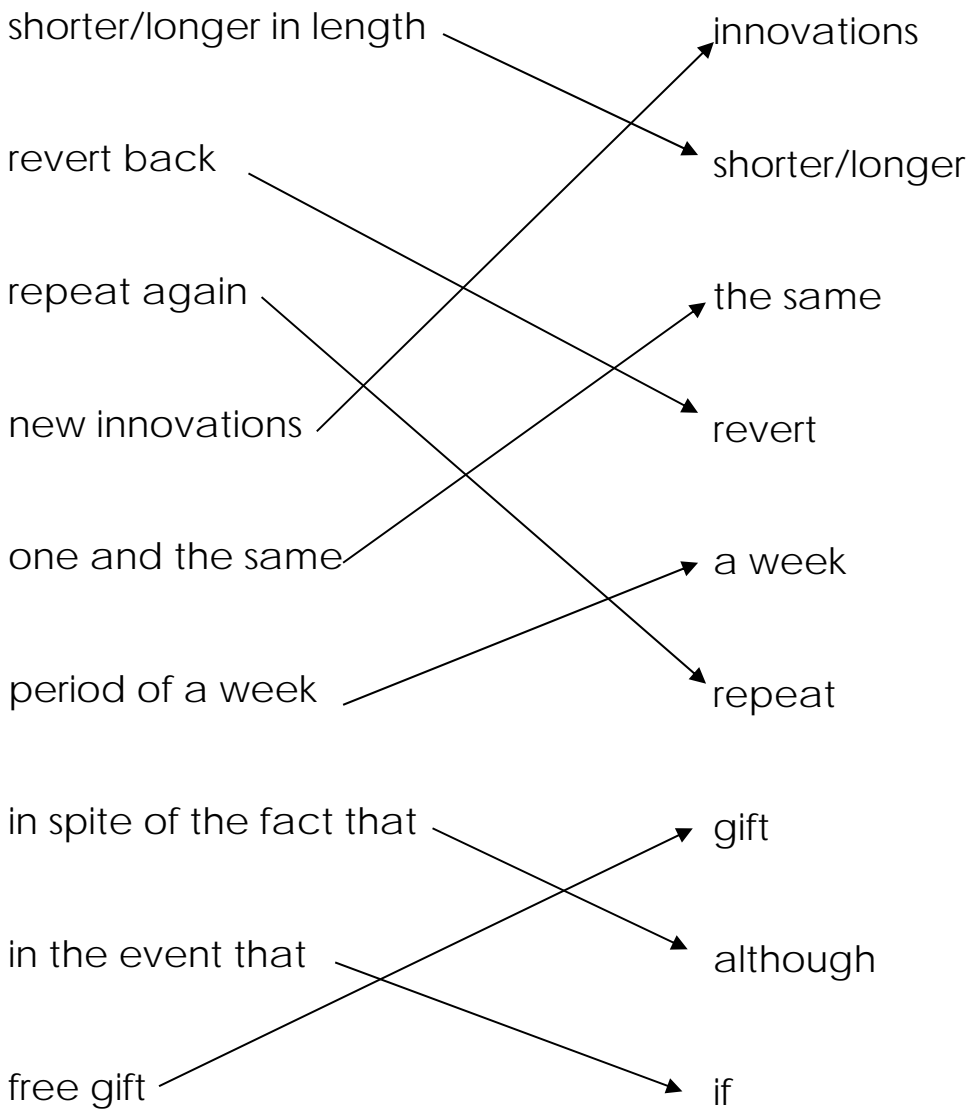 shorter/longer in length
innovations
revert back
shorter/longer
repeat again
the same
new innovations
revert
one and the same
a week
period of a week
repeat
in spite of the fact that
gift
in the event that
although
free gift
if